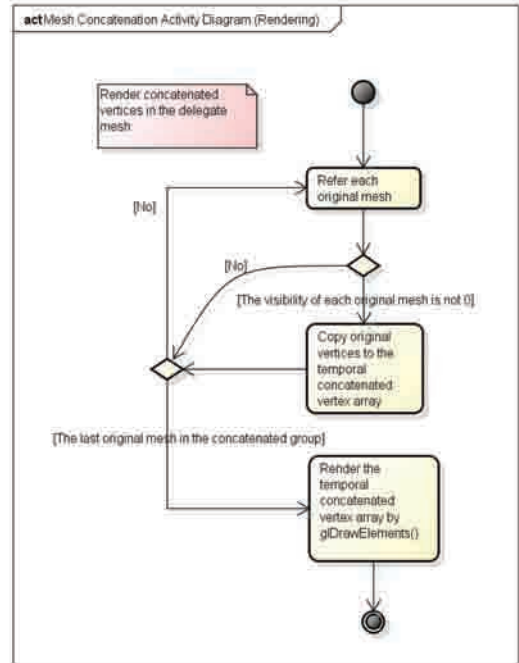 act Mesh Concatenation Activity Diagram (Rendering)
Render concatenated
vertices in the delegate
mesh
Refer each
original mesh
[No]
[No]
[The visibility of each original mesh is not 0]
Copy original
vertices to the
temporal
concatenated
vertex array
[The last original mesh in the concatenated group]
Render the
temporal
concatenated
vertex array by
glDrawElements()